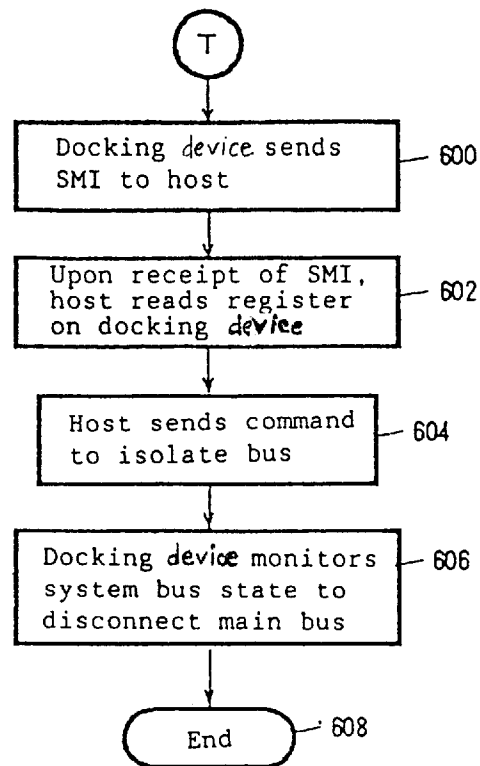 T
Docking device sends
SMI to host
600
Upon receipt of SMI,
host reads register
on docking device
602
Host sends command
to isolate bus
604
Docking device monitors
system bus state to
disconnect main bus
606
End
608